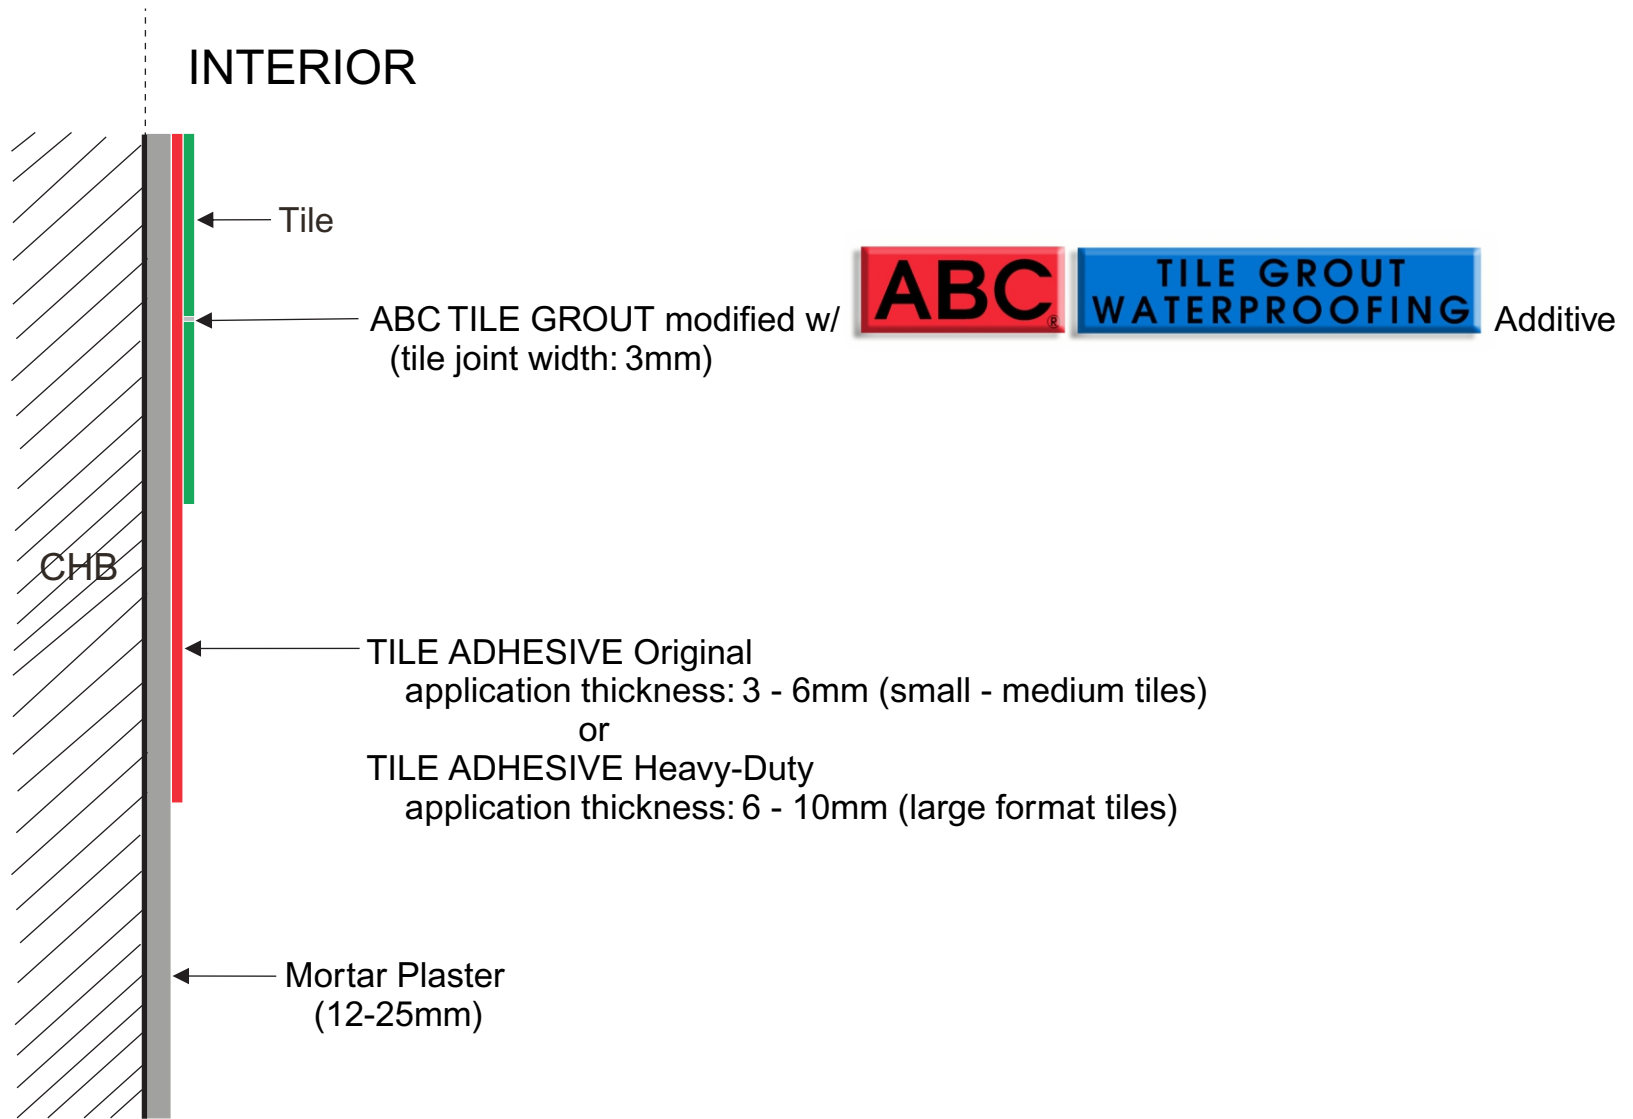 INTERIOR
Tile
ABC TILE GROUT modified w/ ABC® TILE GROUT WATERPROOFING Additive
(tile joint width: 3mm)
CHB
TILE ADHESIVE Original
application thickness: 3 - 6mm (small - medium tiles)
or
TILE ADHESIVE Heavy-Duty
application thickness: 6 - 10mm (large format tiles)
Mortar Plaster
(12-25mm)